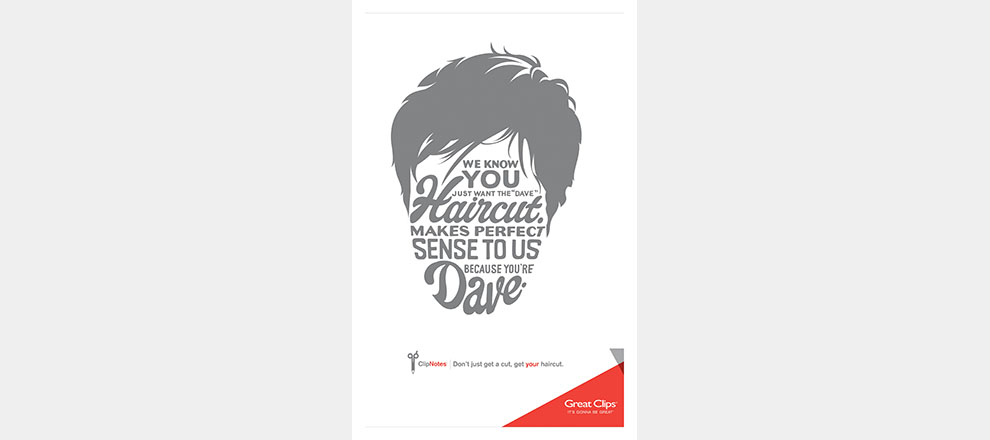 WE KNOW
YOU
JUST WANT THE "DAVE"
Haircut.
MAKES PERFECT
SENSE TO US
BECAUSE YOU'RE
Dave.
ClipNotes Don't just get a cut, get your haircut.
Great Clips®
IT'S GONNA BE GREAT®